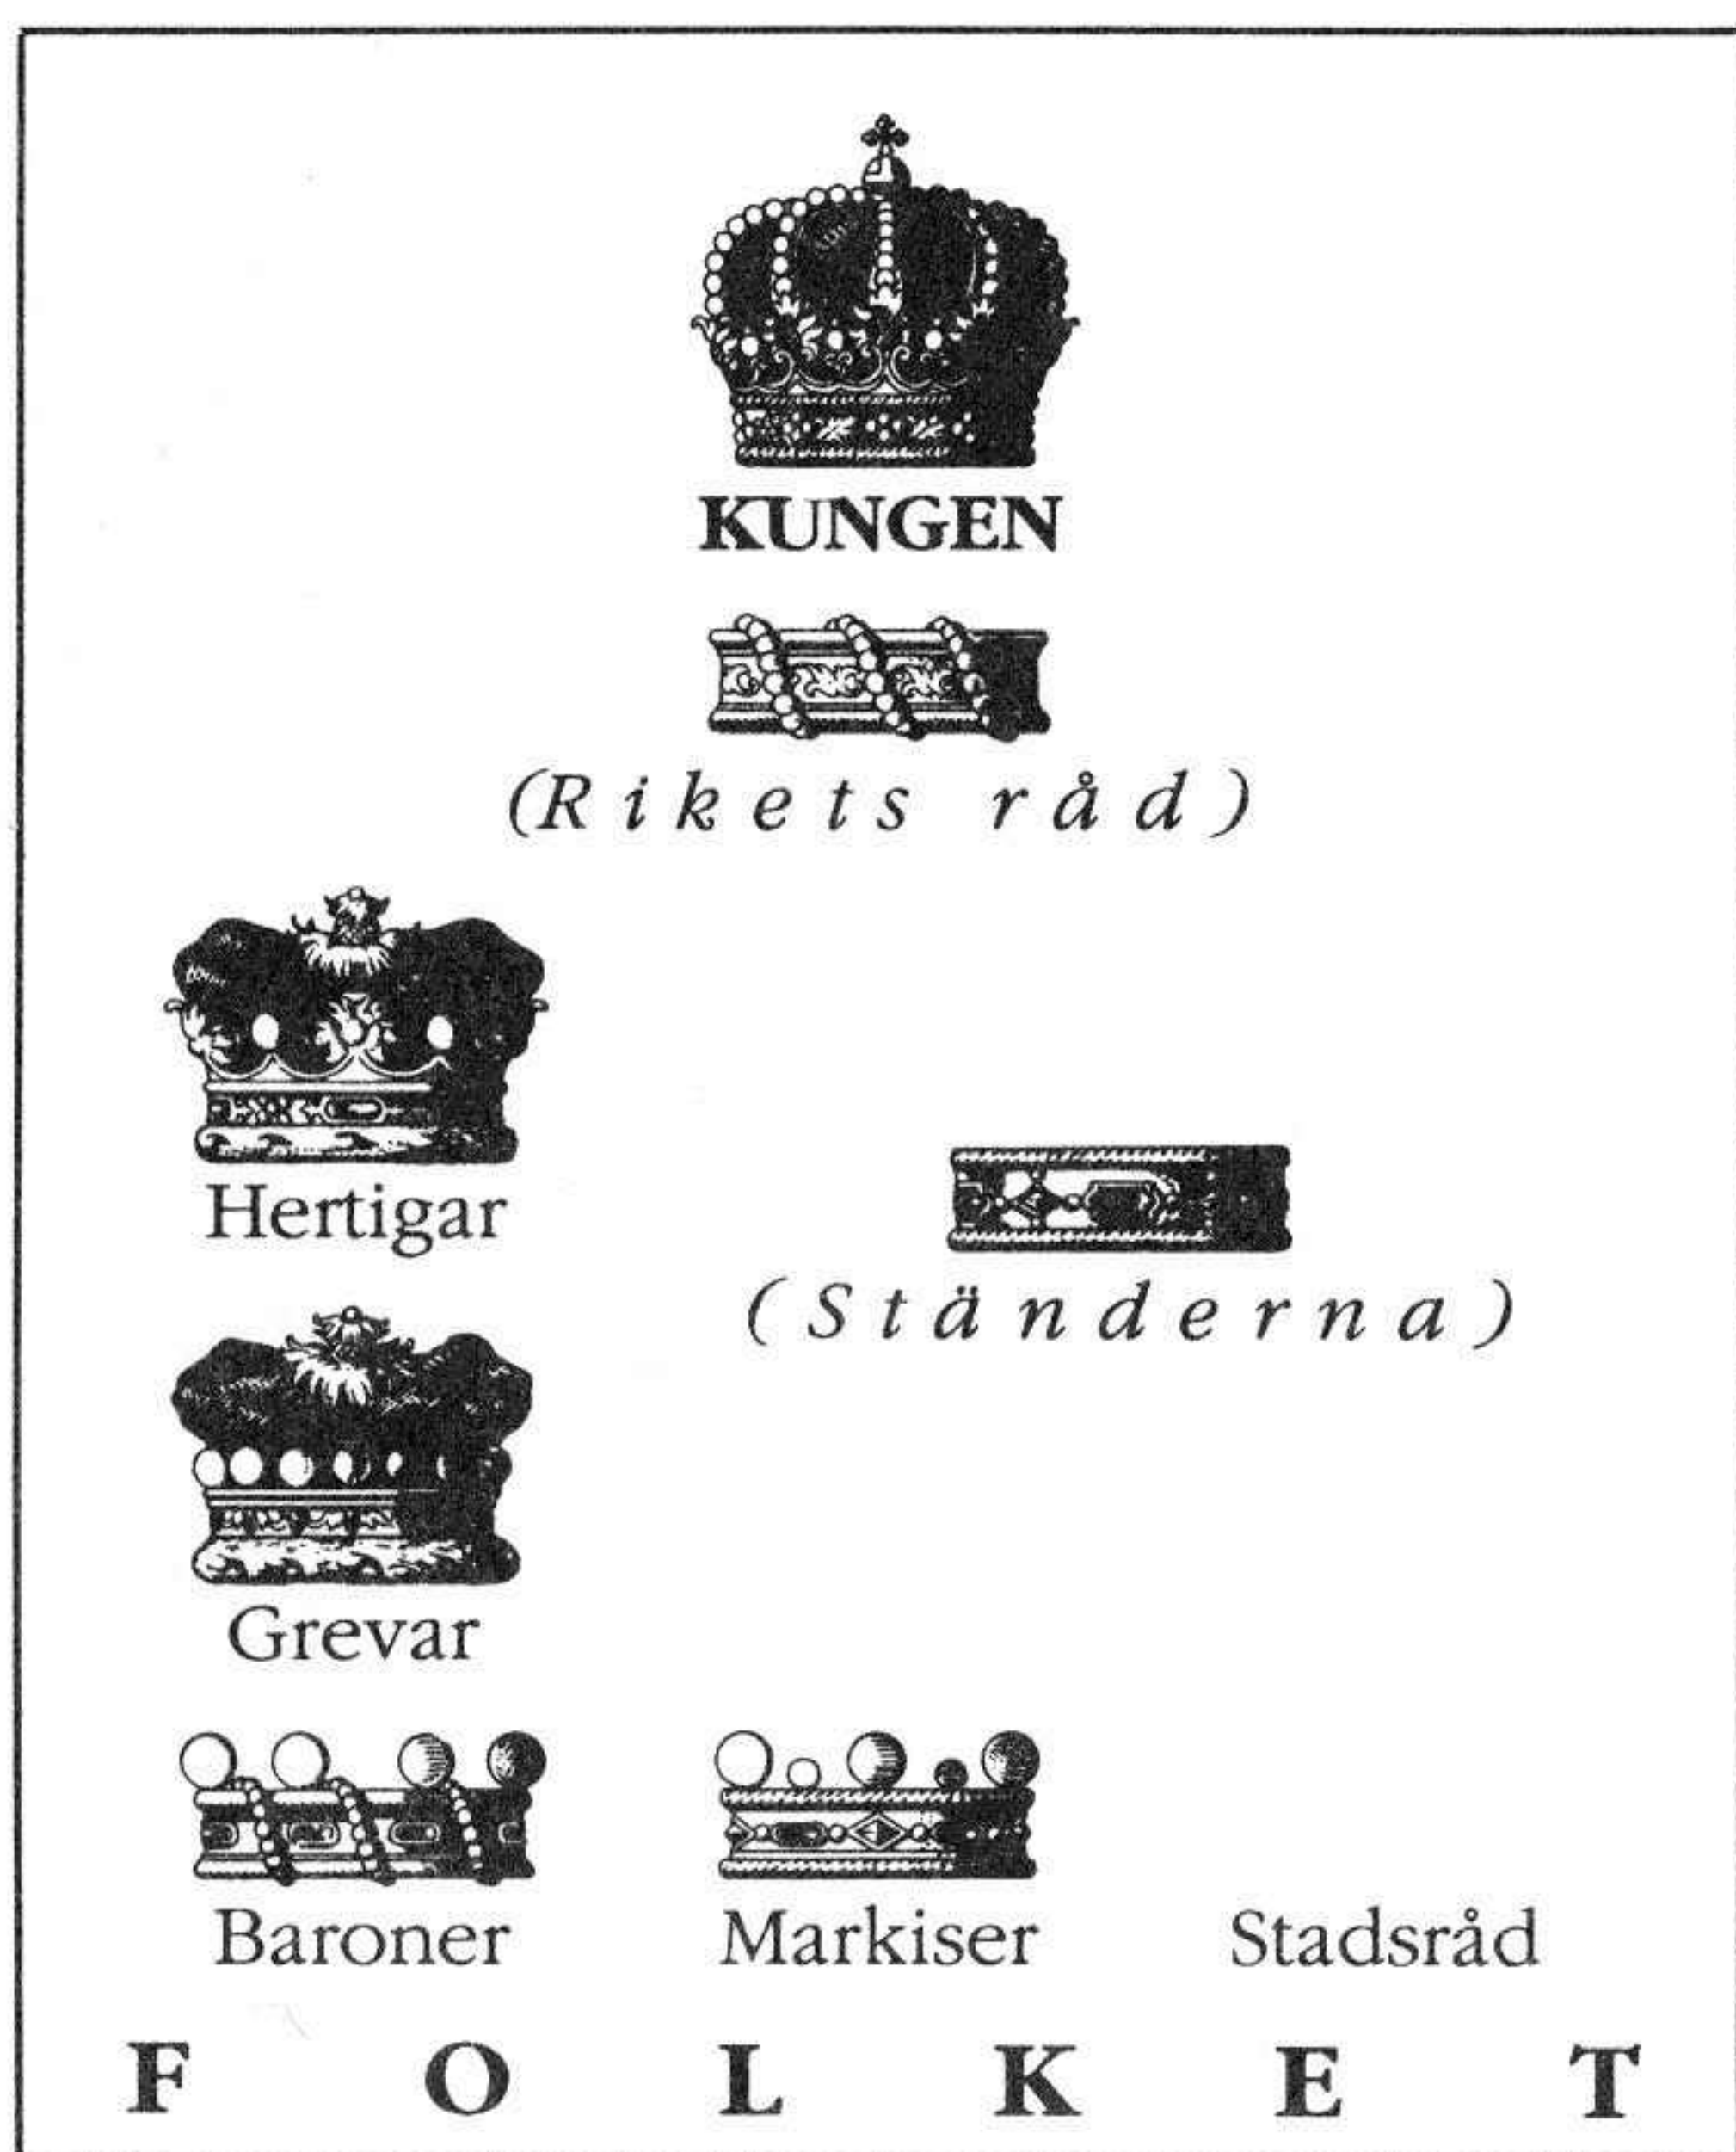 KUNGEN
(Rikets råd)
Hertigar
(Ständerna)
Grevar
Baroner Markiser Stadsråd
FOLKET